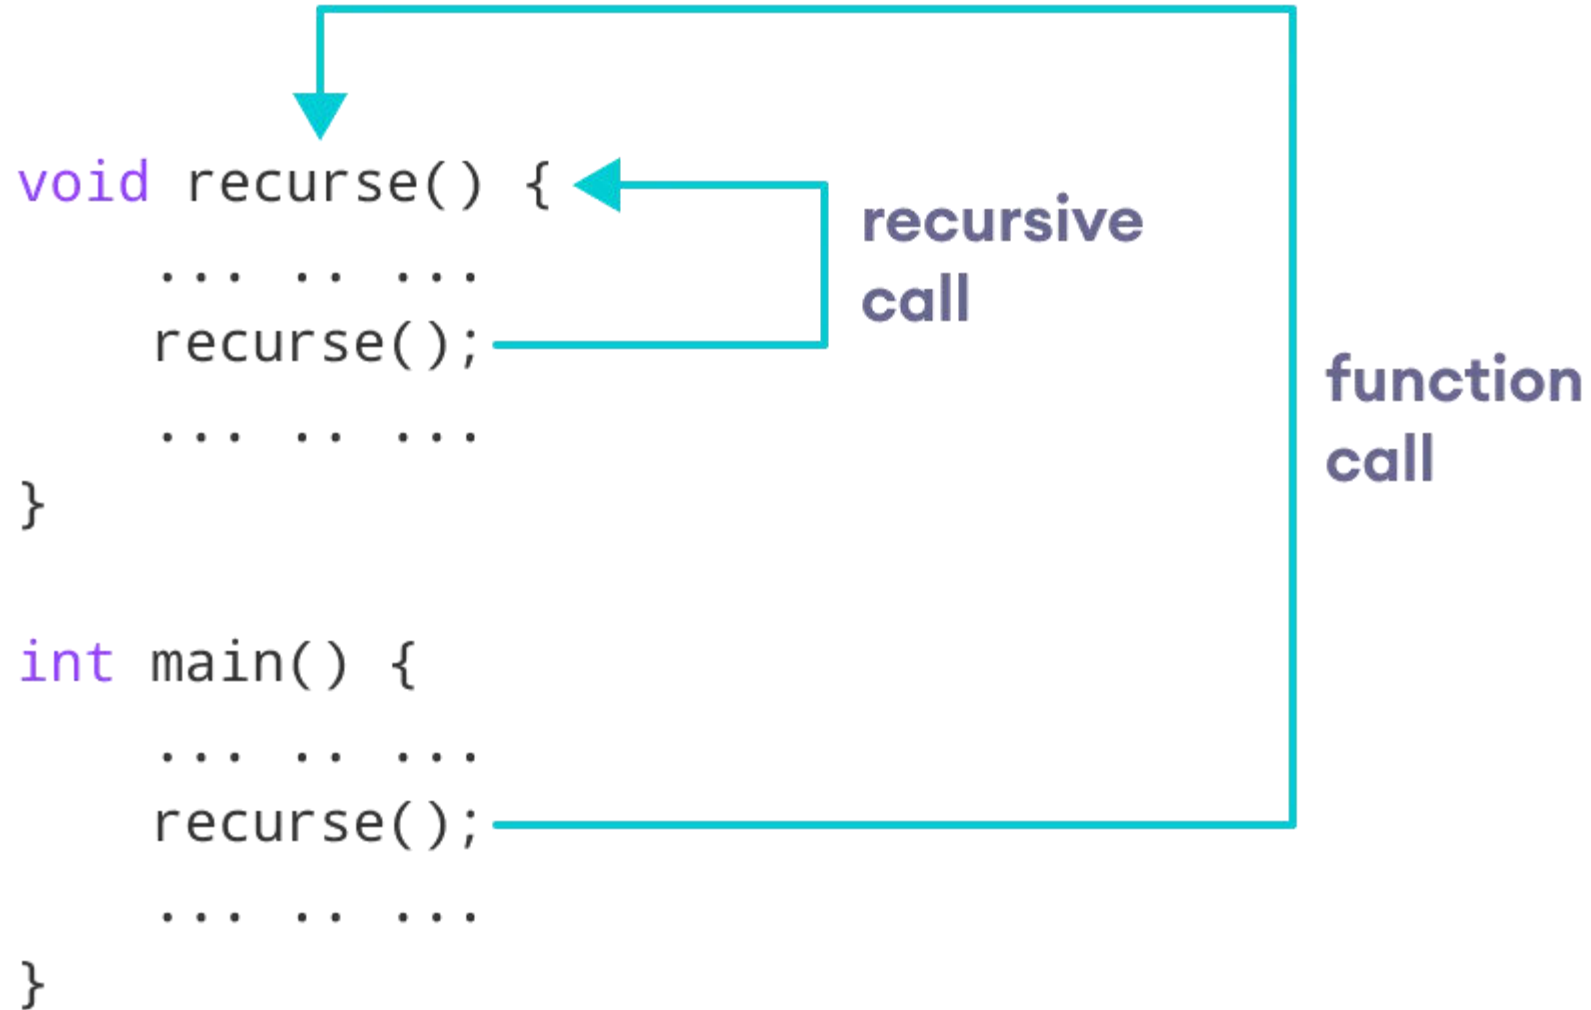 void recurse() {
... .. ...
recurse();
... .. ...
}
recursive
call
function
call
int main() {
... .. ...
recurse();
... .. ...
}